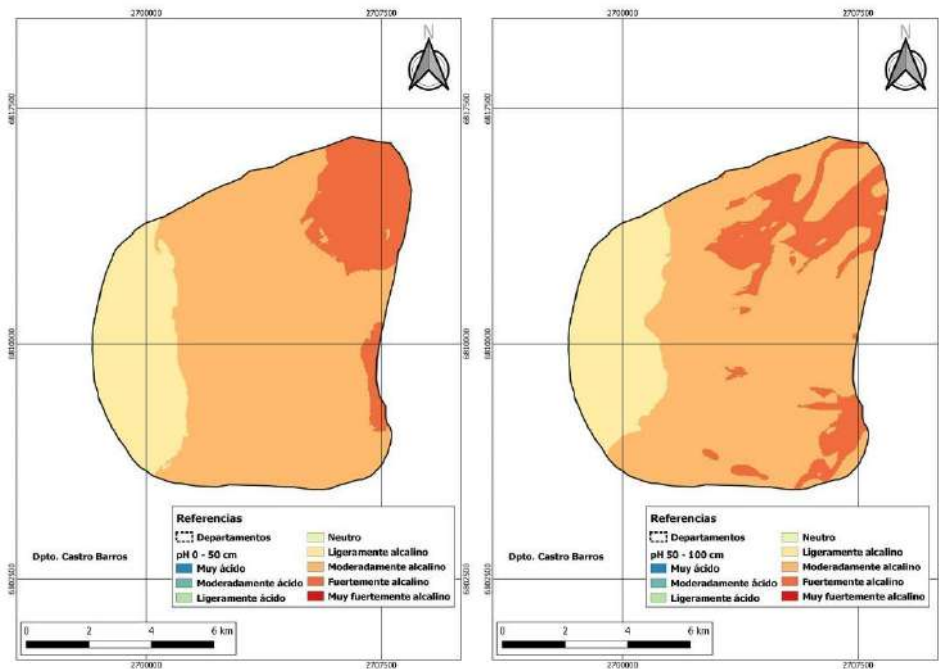 2700000
2707500
N
6817500
6810000
6802500
Dpto. Castro Barros
Referencias
Departamentos
pH 0 - 50 cm
Muy ácido
Moderadamente ácido
Ligeramente ácido
Neutro
Ligeramente alcalino
Moderadamente alcalino
Fuertemente alcalino
Muy fuertemente alcalino
0 2 4 6 km
2700000
2707500
2700000
2707500
N
6817500
6810000
6802500
Dpto. Castro Barros
Referencias
Departamentos
pH 50 - 100 cm
Muy ácido
Moderadamente ácido
Ligeramente ácido
Neutro
Ligeramente alcalino
Moderadamente alcalino
Fuertemente alcalino
Muy fuertemente alcalino
0 2 4 6 km
2700000
2707500